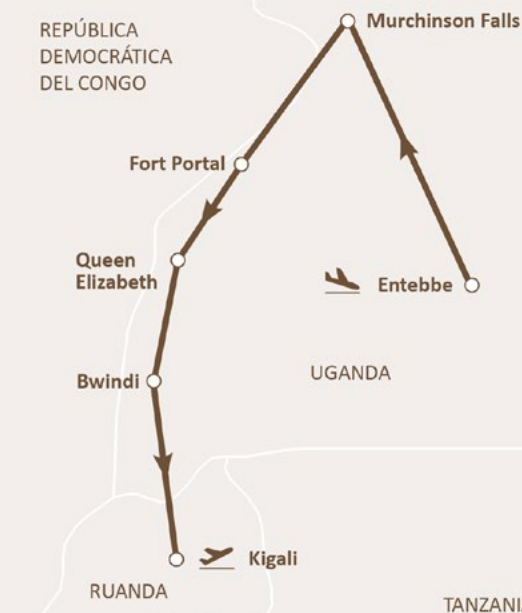 REPÚBLICA
DEMOCRÁTICA
DEL CONGO
Murchinson Falls
Fort Portal
Queen
Elizabeth
Entebbe
UGANDA
Bwindi
Kigali
RUANDA
TANZANI